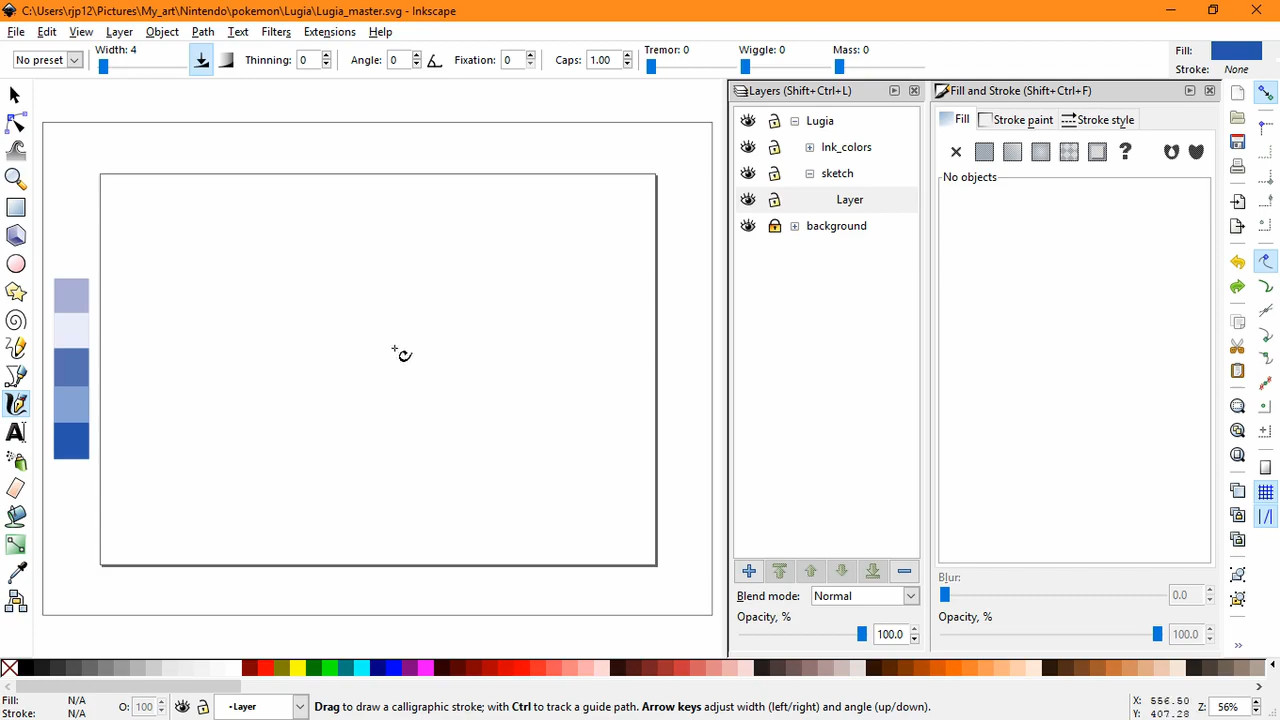 C:\Users\rjp12\Pictures\My_art\Nintendo\pokemon\Lugia\Lugia_master.svg - Inkscape
File Edit View Layer Object Path Text Filters Extensions Help
No preset Width: 4 Thinning: 0 Angle: 0 Fixation: 0 Caps: 1.00 Tremor: 0 Wiggle: 0 Mass: 0 Fill:
Stroke: None
Layers (Shift+Ctrl+L) Fill and Stroke (Shift+Ctrl+F)
Lugia Fill Stroke paint Stroke style
Ink_colors ?
sketch No objects
Layer
background
Blur: 0.0
Blend mode: Normal
Opacity, % 100.0 Opacity, % 100.0
Fill: N/A O: 100 Layer Drag to draw a calligraphic stroke; with Ctrl to track a guide path. Arrow keys adjust width (left/right) and angle (up/down). X: 556.50 Z: 56%
Stroke: N/A Y: 407.28